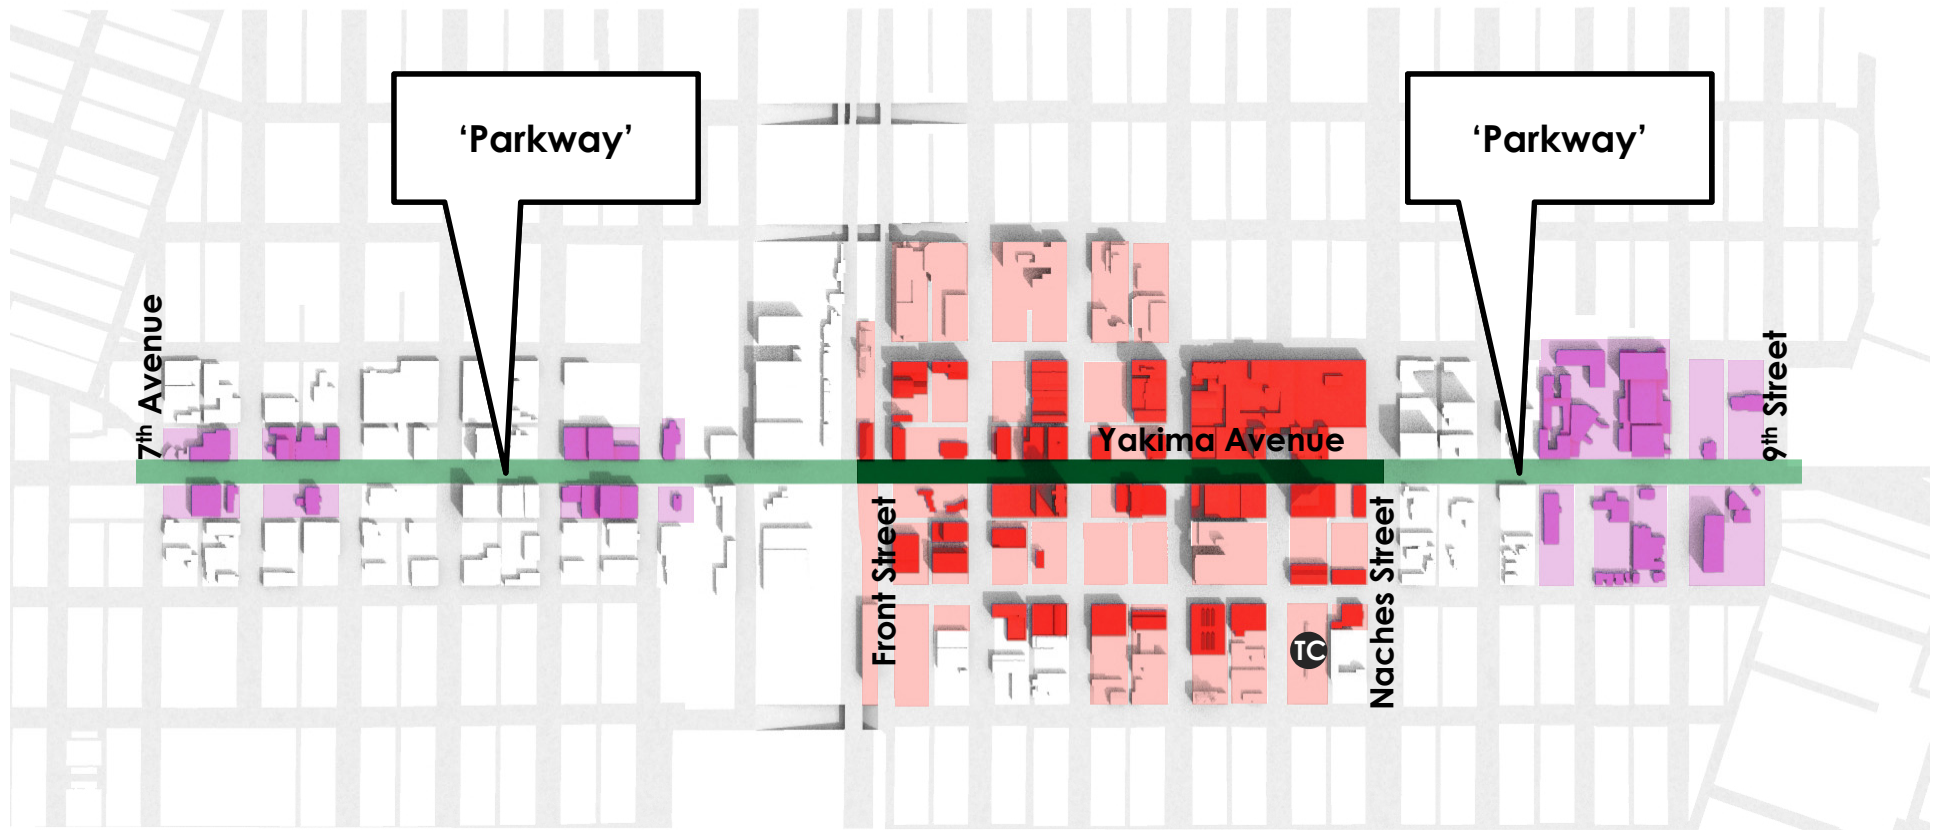 ‘Parkway’
‘Parkway’
7th Avenue
Yakima Avenue
9th Street
Front Street
Naches Street
TC